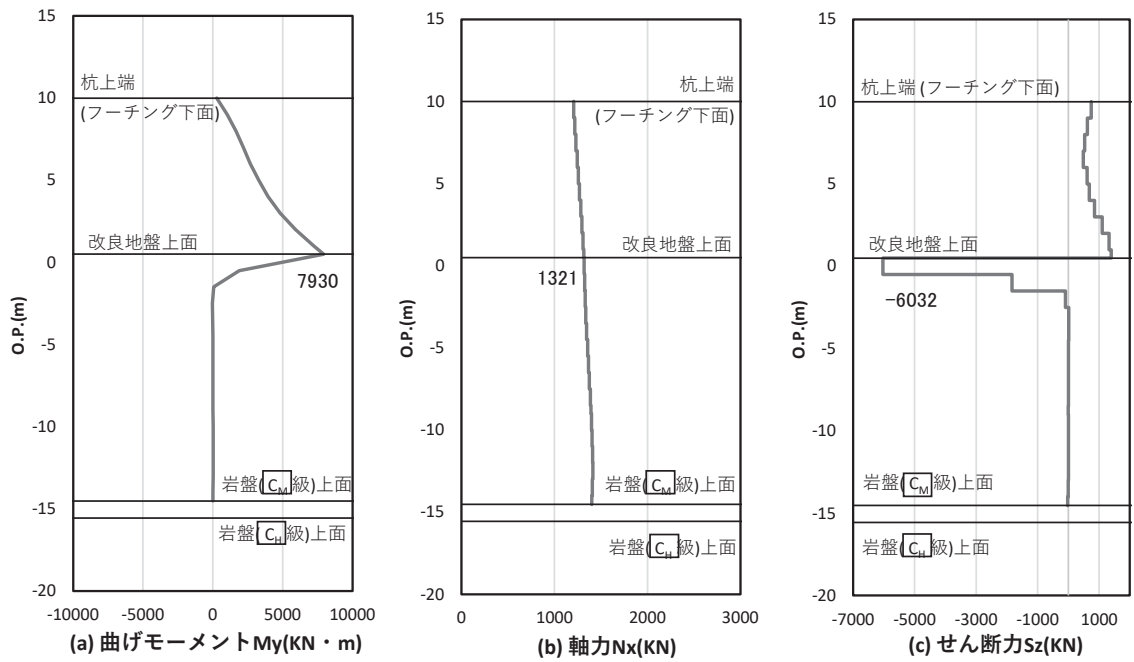 15
10
5
0
-5
-10
-15
-20
O.P.(m)
杭上端
(フーチング下面)
改良地盤上面
7930
岩盤(CM級)上面
岩盤(CH級)上面
-10000 -5000 0 5000 10000
(a) 曲げモーメントMy(KN・m)
15
10
5
0
-5
-10
-15
-20
O.P.(m)
杭上端
(フーチング下面)
改良地盤上面
1321
岩盤(CM級)上面
岩盤(CH級)上面
0 1000 2000 3000
(b) 軸力Nx(KN)
15
10
5
0
-5
-10
-15
-20
O.P.(m)
杭上端 (フーチング下面)
改良地盤上面
-6032
岩盤(CM級)上面
岩盤(CH級)上面
-7000 -5000 -3000 -1000 1000
(c) せん断力Sz(KN)